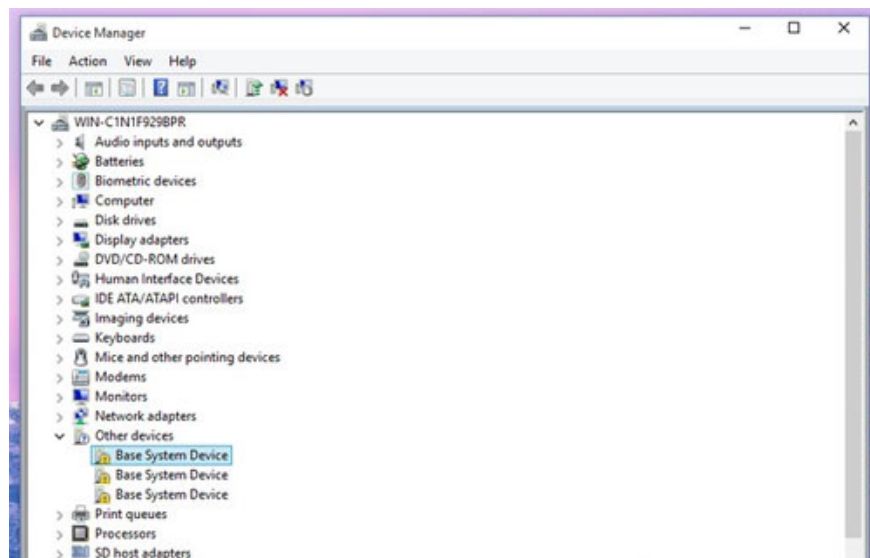 Device Manager
File Action View Help
WIN-C1N1F929BPR
Audio inputs and outputs
Batteries
Biometric devices
Computer
Disk drives
Display adapters
DVD/CD-ROM drives
Human Interface Devices
IDE ATA/ATAPI controllers
Imaging devices
Keyboards
Mice and other pointing devices
Modems
Monitors
Network adapters
Other devices
Base System Device
Base System Device
Base System Device
Print queues
Processors
SD host adapters